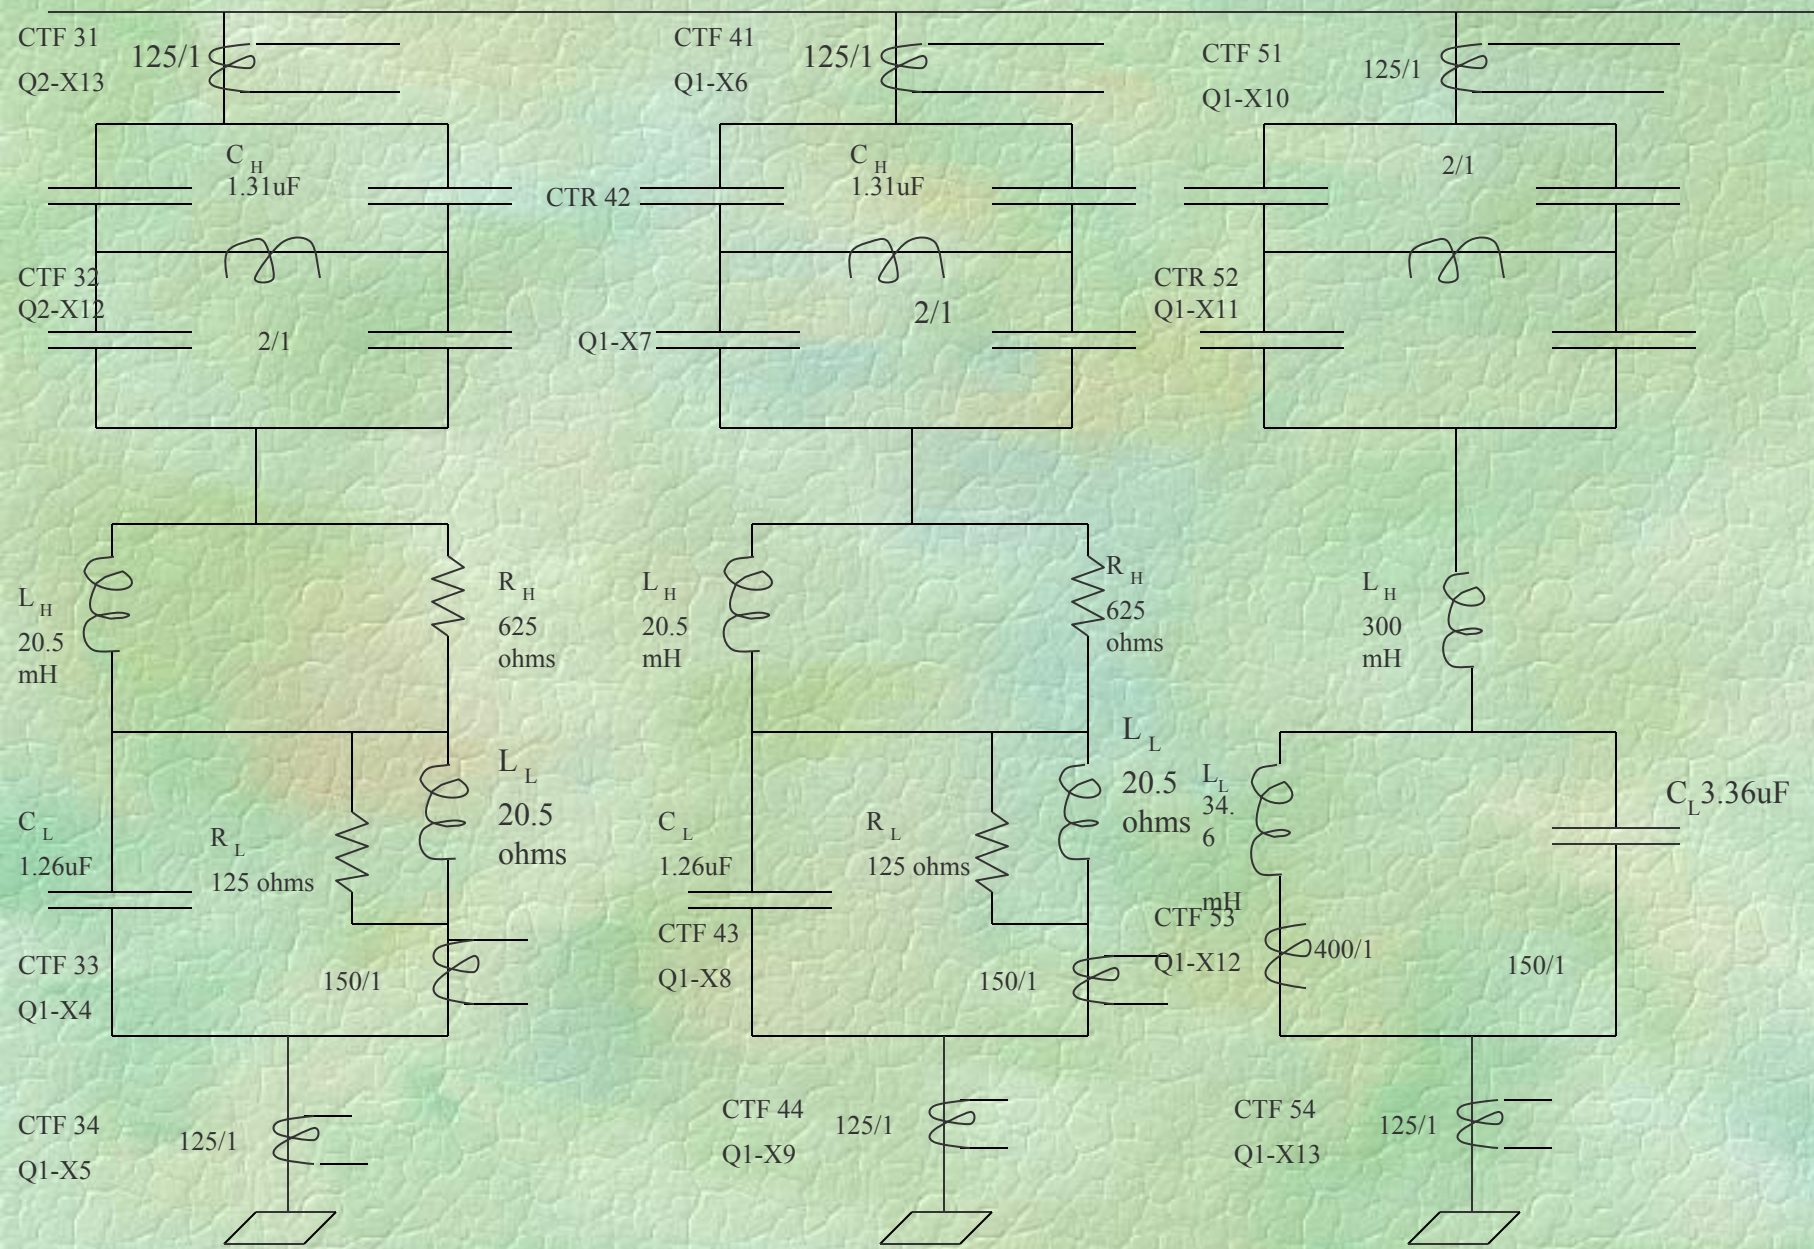 CTF 31
Q2-X13
125/1
C H
1.31uF
CTF 32
Q2-X12
2/1
L H
20.5
mH
R H
625
ohms
C L
1.26uF
R L
125 ohms
L L
20.5
ohms
CTF 33
Q1-X4
150/1
CTF 34
Q1-X5
125/1
CTF 41
Q1-X6
125/1
C H
1.31uF
CTR 42
2/1
Q1-X7
L H
20.5
mH
R H
625
ohms
L L
20.5
ohms
C L
1.26uF
R L
125 ohms
CTF 43
Q1-X8
150/1
CTF 44
Q1-X9
125/1
CTF 51
Q1-X10
125/1
2/1
CTR 52
Q1-X11
L H
300
mH
L L
34.
6
mH
C L 3.36uF
CTF 53
Q1-X12
400/1
150/1
CTF 54
Q1-X13
125/1